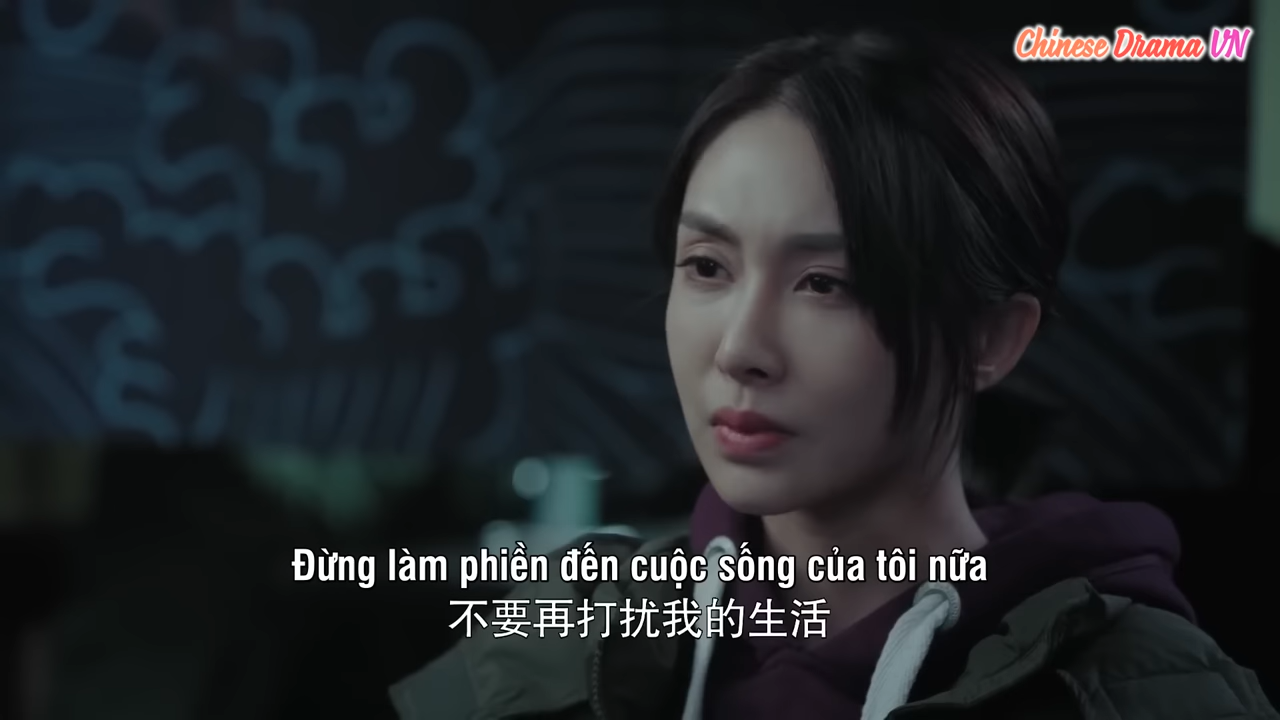 Chinese Drama VN
Đừng làm phiền đến cuộc sống của tôi nữa
不要再打扰我的生活